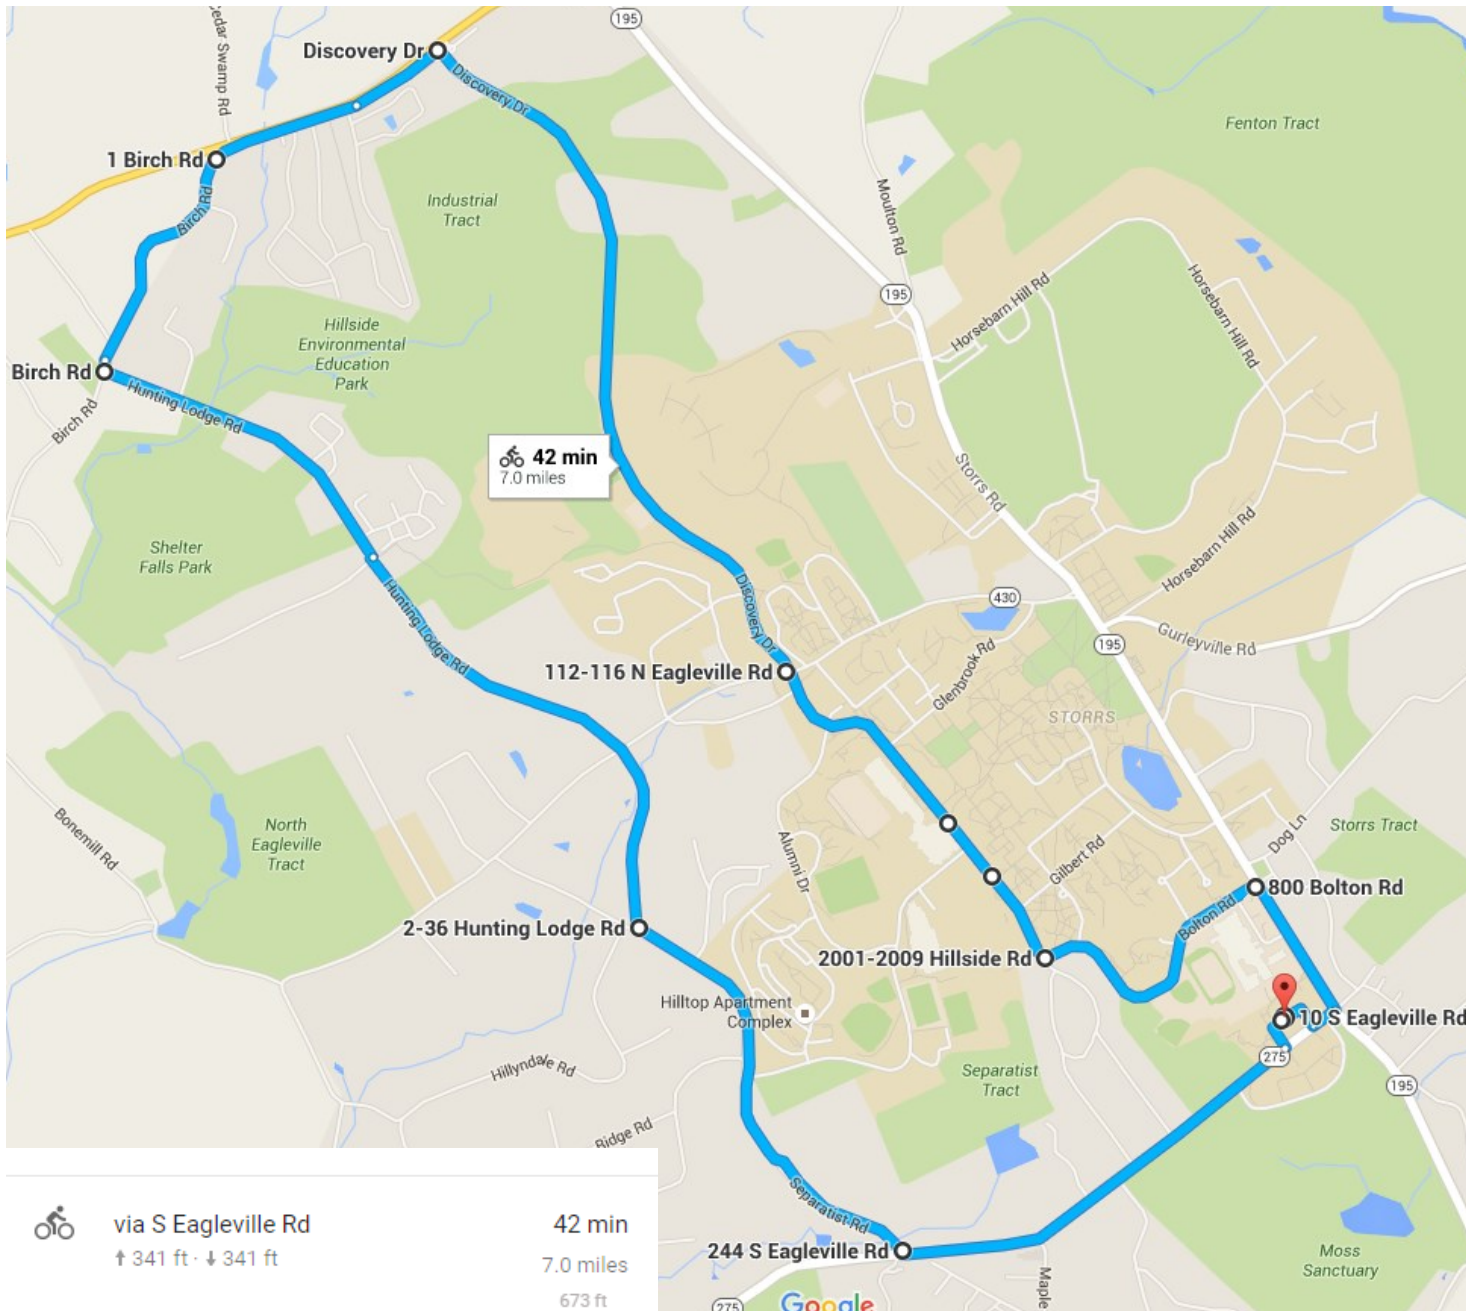 edar Swamp Rd
195
Discovery Dr
Discovery Dr
Fenton Tract
1 Birch Rd
Birch Rd
Industrial
Tract
Moulton Rd
195
Horsebarn Hill Rd
Horsebarn Hill Rd
Hillside
Environmental
Education
Park
Birch Rd
Hunting Lodge Rd
Birch Rd
42 min
7.0 miles
Storrs Rd
Horsebarn Hill Rd
Shelter
Falls Park
Hunting Lodge Rd
Discovery Dr
430
Gurleyville Rd
195
Glenbrook Rd
112-116 N Eagleville Rd
STORRS
Bonemill Rd
North
Eagleville
Tract
Alumni Dr
Gilbert Rd
Dog Ln
Storrs Tract
800 Bolton Rd
Bolton Rd
2-36 Hunting Lodge Rd
2001-2009 Hillside Rd
Hilltop Apartment
Complex
10 S Eagleville Rd
275
Hillyndale Rd
Separatist
Tract
195
Ridge Rd
Separatist Rd
244 S Eagleville Rd
Moss
Sanctuary
Maple
275
Google
via S Eagleville Rd
42 min
341 ft · 341 ft
7.0 miles
673 ft